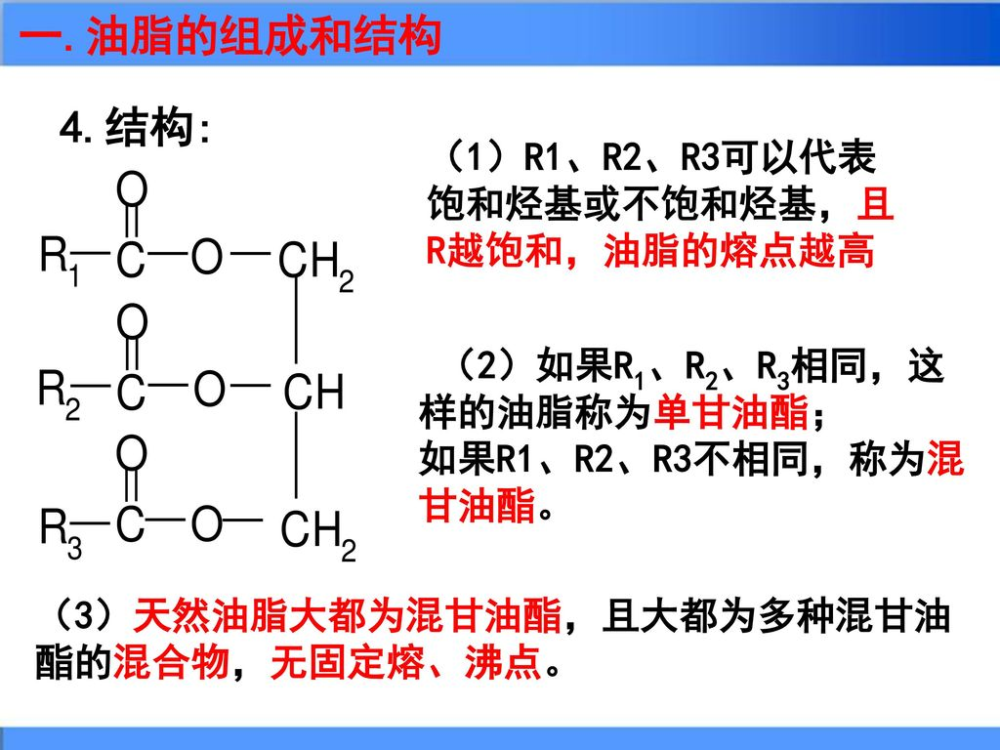 一.油脂的组成和结构
4.结构:
O
R1 C O CH2
O
R2 C O CH
O
R3 C O CH2
（1）R1、R2、R3可以代表
饱和烃基或不饱和烃基，且
R越饱和，油脂的熔点越高
（2）如果R1、R2、R3相同，这
样的油脂称为单甘油酯；
如果R1、R2、R3不相同，称为混
甘油酯。
（3）天然油脂大都为混甘油酯，且大都为多种混甘油
酯的混合物，无固定熔、沸点。